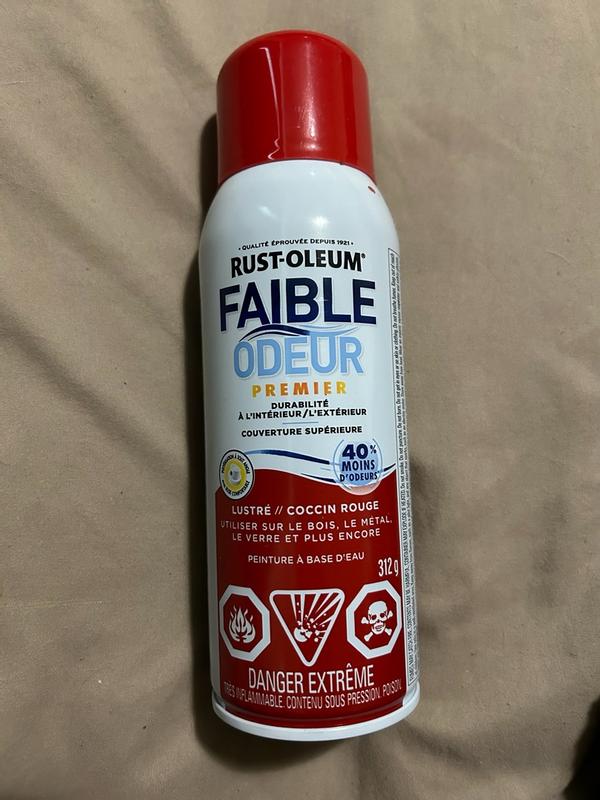 • QUALITÉ ÉPROUVÉE DEPUIS 1921 •
RUST-OLEUM®
FAIBLE
ODEUR
PREMIER
DURABILITÉ
À L'INTÉRIEUR/L'EXTÉRIEUR
COUVERTURE SUPÉRIEURE
40%
MOINS
D'ODEURS
LUSTRÉ // COCCIN ROUGE
UTILISER SUR LE BOIS, LE MÉTAL,
LE VERRE ET PLUS ENCORE
PEINTURE À BASE D'EAU
312 g
DANGER EXTRÊME
TRÈS INFLAMMABLE. CONTENU SOUS PRESSION. POISON.